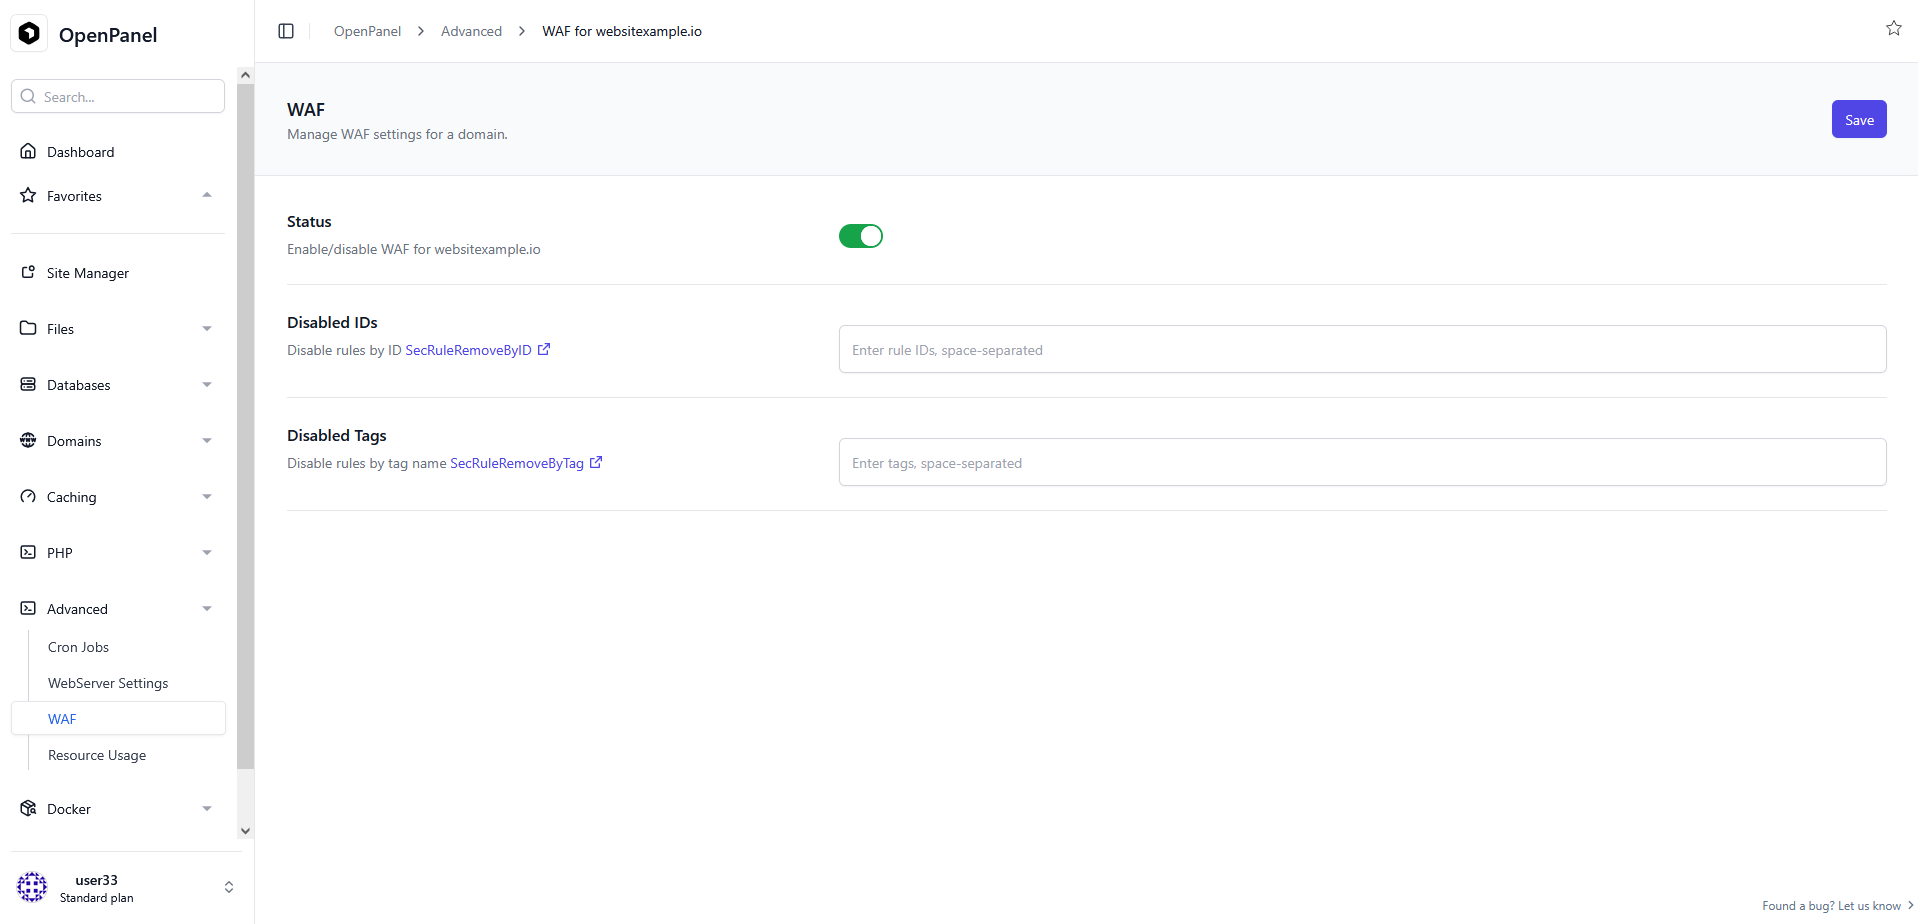 OpenPanel
Search...
Dashboard
Favorites
Site Manager
Files
Databases
Domains
Caching
PHP
Advanced
Cron Jobs
WebServer Settings
WAF
Resource Usage
Docker
user33
Standard plan
OpenPanel > Advanced > WAF for websitexample.io
WAF
Manage WAF settings for a domain.
Save
Status
Enable/disable WAF for websitexample.io
Disabled IDs
Disable rules by ID SecRuleRemoveByID
Enter rule IDs, space-separated
Disabled Tags
Disable rules by tag name SecRuleRemoveByTag
Enter tags, space-separated
Found a bug? Let us know >